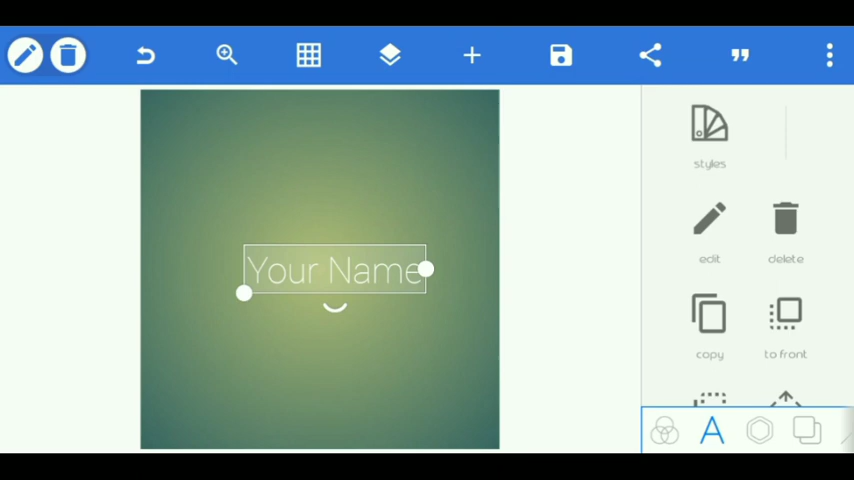 Your Name
styles
edit
delete
copy
to front